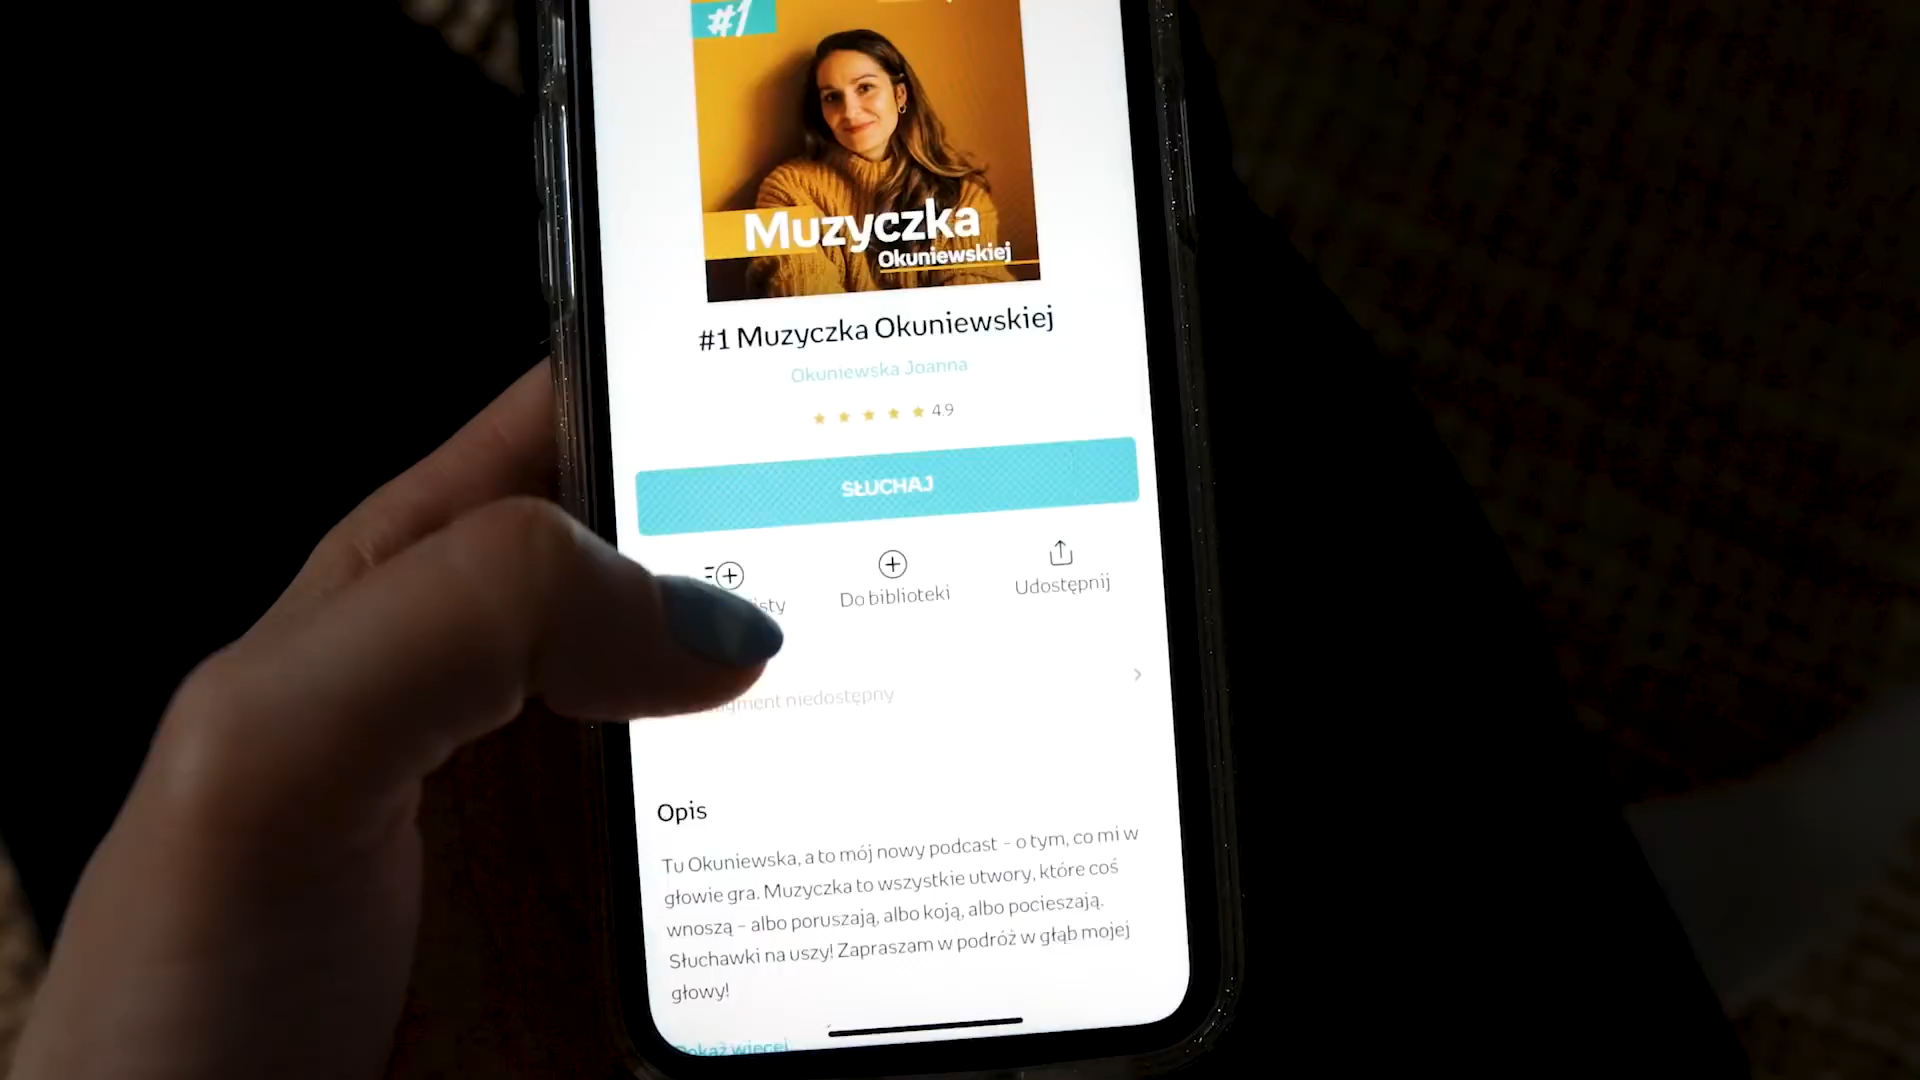 #1
Muzyczka
Okuniewskiej
#1 Muzyczka Okuniewskiej
Okuniewska Joanna
4.9
SŁUCHAJ
Do biblioteki
Udostępnij
niedostępny
Opis
Tu Okuniewska, a to mój nowy podcast – o tym, co mi w
głowie gra. Muzyczka to wszystkie utwory, które coś
wnoszą – albo poruszają, albo koją, albo pocieszają.
Słuchawki na uszy! Zapraszam w podróż w głąb mojej
głowy!
Pokaż więcej